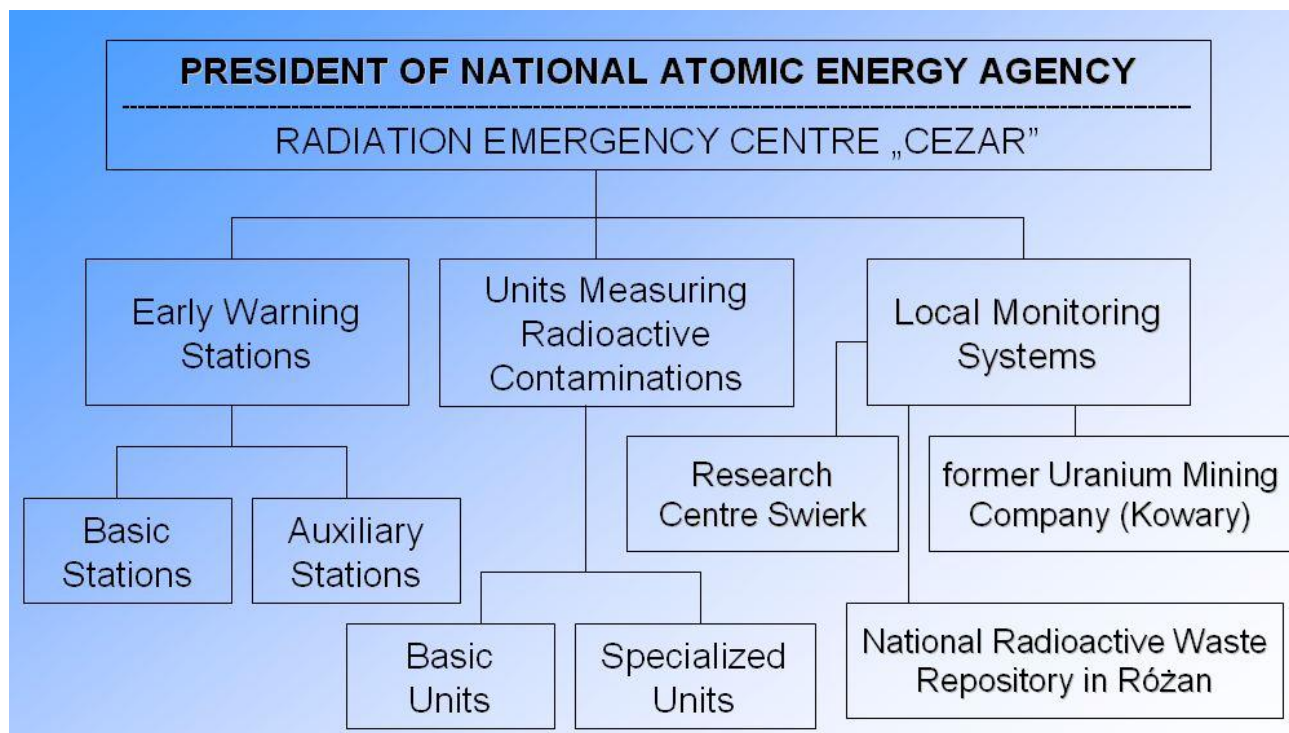 PRESIDENT OF NATIONAL ATOMIC ENERGY AGENCY
RADIATION EMERGENCY CENTRE „CEZAR”
Early Warning
Stations
Units Measuring
Radioactive
Contaminations
Local Monitoring
Systems
Basic
Stations
Auxiliary
Stations
Basic
Units
Specialized
Units
Research
Centre Swierk
former Uranium Mining
Company (Kowary)
National Radioactive Waste
Repository in Różan